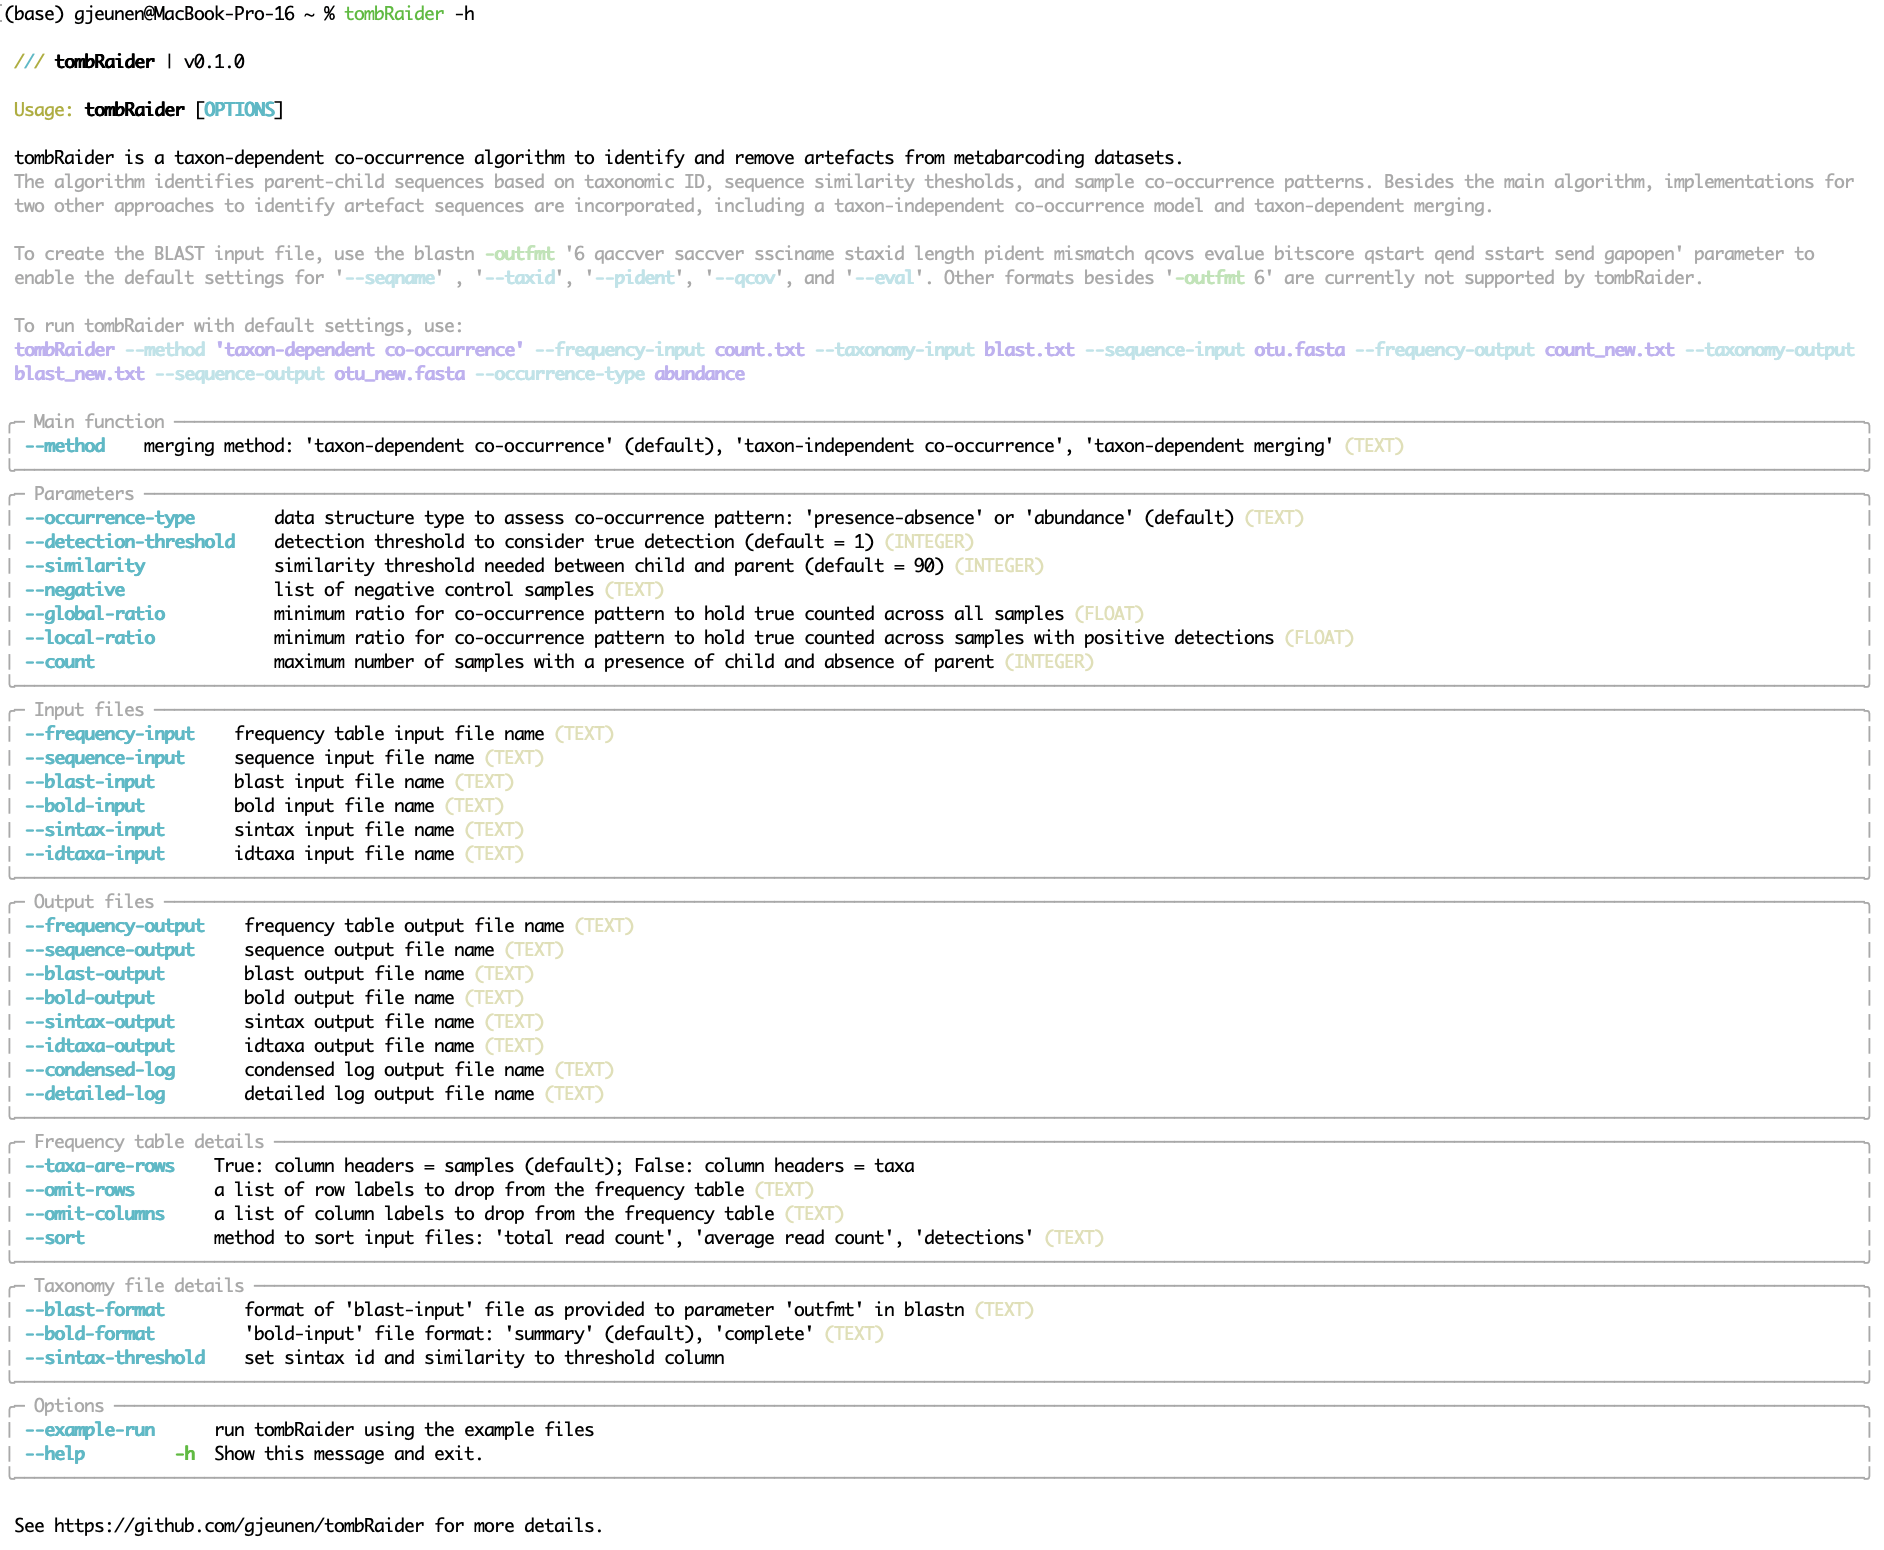 (base) gjeunen@MacBook-Pro-16 ~ % tombRaider -h
/// tombRaider | v0.1.0
Usage: tombRaider [OPTIONS]
tombRaider is a taxon-dependent co-occurrence algorithm to identify and remove artefacts from metabarcoding datasets.
The algorithm identifies parent-child sequences based on taxonomic ID, sequence similarity thesholds, and sample co-occurrence patterns. Besides the main algorithm, implementations for
two other approaches to identify artefact sequences are incorporated, including a taxon-independent co-occurrence model and taxon-dependent merging.
To create the BLAST input file, use the blastn -outfmt '6 qaccver saccver ssciname staxid length pident mismatch qcovs evalue bitscore qstart qend sstart send gapopen' parameter to
enable the default settings for '--seqname' , '--taxid', '--pident', '--qcov', and '--eval'. Other formats besides '-outfmt 6' are currently not supported by tombRaider.
To run tombRaider with default settings, use:
tombRaider --method 'taxon-dependent co-occurrence' --frequency-input count.txt --taxonomy-input blast.txt --sequence-input otu.fasta --frequency-output count_new.txt --taxonomy-output
blast_new.txt --sequence-output otu_new.fasta --occurrence-type abundance
Main function
--method merging method: 'taxon-dependent co-occurrence' (default), 'taxon-independent co-occurrence', 'taxon-dependent merging' (TEXT)
Parameters
--occurrence-type data structure type to assess co-occurrence pattern: 'presence-absence' or 'abundance' (default) (TEXT)
--detection-threshold detection threshold to consider true detection (default = 1) (INTEGER)
--similarity similarity threshold needed between child and parent (default = 90) (INTEGER)
--negative list of negative control samples (TEXT)
--global-ratio minimum ratio for co-occurrence pattern to hold true counted across all samples (FLOAT)
--local-ratio minimum ratio for co-occurrence pattern to hold true counted across samples with positive detections (FLOAT)
--count maximum number of samples with a presence of child and absence of parent (INTEGER)
Input files
--frequency-input frequency table input file name (TEXT)
--sequence-input sequence input file name (TEXT)
--blast-input blast input file name (TEXT)
--bold-input bold input file name (TEXT)
--sintax-input sintax input file name (TEXT)
--idtaxa-input idtaxa input file name (TEXT)
Output files
--frequency-output frequency table output file name (TEXT)
--sequence-output sequence output file name (TEXT)
--blast-output blast output file name (TEXT)
--bold-output bold output file name (TEXT)
--sintax-output sintax output file name (TEXT)
--idtaxa-output idtaxa output file name (TEXT)
--condensed-log condensed log output file name (TEXT)
--detailed-log detailed log output file name (TEXT)
Frequency table details
--taxa-are-rows True: column headers = samples (default); False: column headers = taxa
--omit-rows a list of row labels to drop from the frequency table (TEXT)
--omit-columns a list of column labels to drop from the frequency table (TEXT)
--sort method to sort input files: 'total read count', 'average read count', 'detections' (TEXT)
Taxonomy file details
--blast-format format of 'blast-input' file as provided to parameter 'outfmt' in blastn (TEXT)
--bold-format 'bold-input' file format: 'summary' (default), 'complete' (TEXT)
--sintax-threshold set sintax id and similarity to threshold column
Options
--example-run run tombRaider using the example files
--help -h Show this message and exit.
See https://github.com/gjeunen/tombRaider for more details.